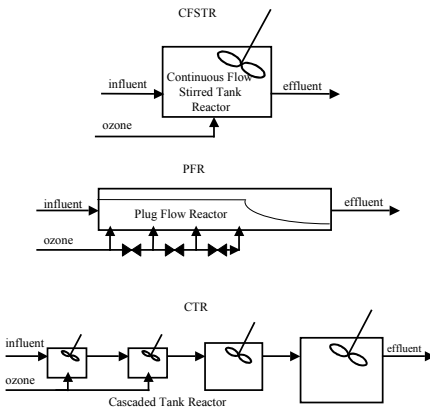 CFSTR
influent
Continuous Flow
Stirred Tank
Reactor
effluent
ozone
PFR
influent
Plug Flow Reactor
effluent
ozone
CTR
influent
effluent
ozone
Cascaded Tank Reactor